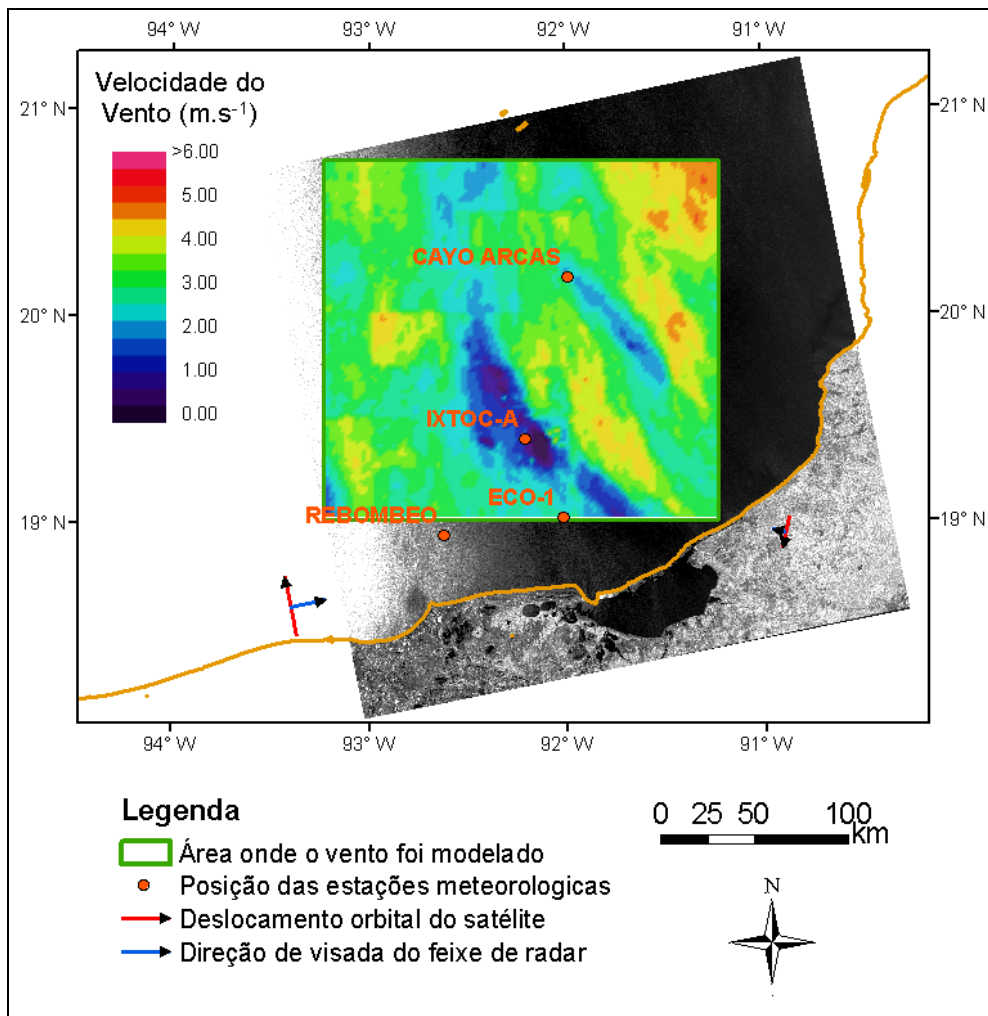 94° W 93° W 92° W 91° W
Velocidade do
Vento (m.s-1)
>6.00
5.00
4.00
3.00
2.00
1.00
0.00
21° N
20° N
19° N
21° N
20° N
19° N
CAYO ARCAS
IXTOC-A
ECO-1
REBOMBEO
94° W 93° W 92° W 91° W
Legenda
Área onde o vento foi modelado
Posição das estações meteorologicas
Deslocamento orbital do satélite
Direção de visada do feixe de radar
0 25 50 100
km
N